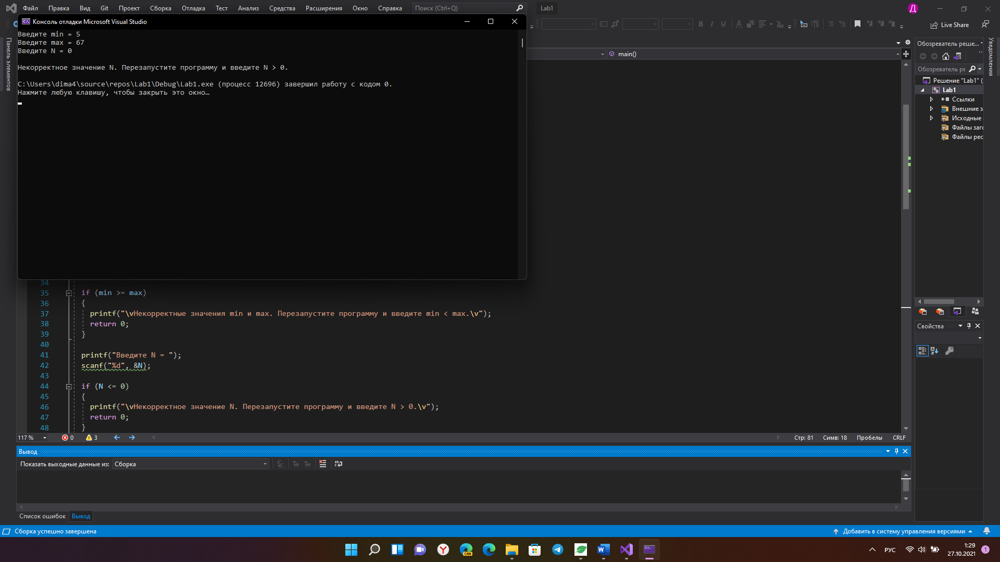 Файл Правка Вид Git Проект Сборка Отладка Тест Анализ Средства Расширения Окно Справка Поиск (Ctrl+Q) Lab1 Д
Консоль отладки Microsoft Visual Studio
Live Share
Введите min = 5
Введите max = 67
Введите N = 0
Некорректное значение N. Перезапустите программу и введите N > 0.
C:\Users\dima4\source\repos\Lab1\Debug\Lab1.exe (процесс 12696) завершил работу с кодом 0.
Нажмите любую клавишу, чтобы закрыть это окно…
Панель элементов
main()
Обозреватель реше...
Обозреватель ре
Решение "Lab1" (
Lab1
Ссылки
Внешние з
Исходные
Файлы заго
Файлы рес
Уведомления
34
35 if (min >= max)
36 {
37 printf("\vНекорректные значения min и max. Перезапустите программу и введите min < max.\v");
38 return 0;
39 }
40
41 printf("Введите N = ");
42 scanf("%d", &N);
43
44 if (N <= 0)
45 {
46 printf("\vНекорректное значение N. Перезапустите программу и введите N > 0.\v");
47 return 0;
48 }
Свойства
117 % 0 3 Стр: 81 Симв: 18 Пробелы CRLF
Вывод
Показать выходные данные из: Сборка
Список ошибок Вывод
Сборка успешно завершена Добавить в систему управления версиями
CAN
РУС 1:29
27.10.2021 1